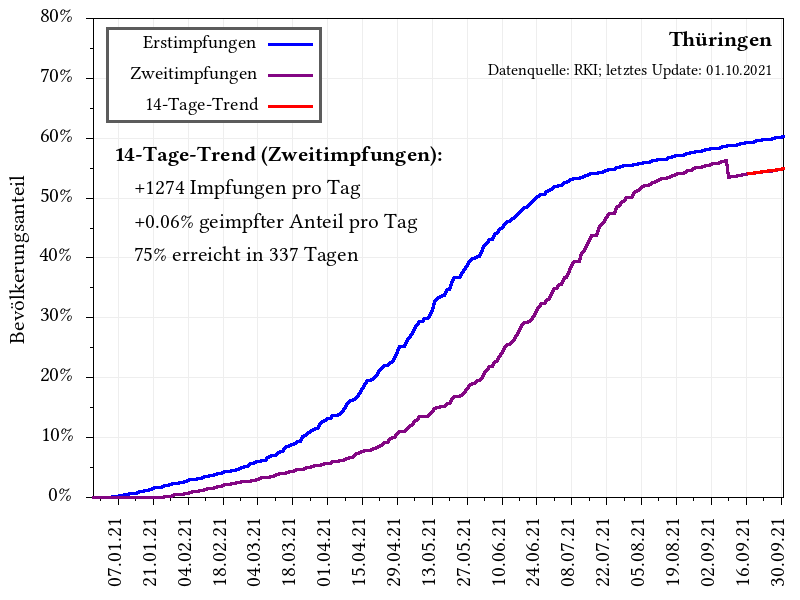 80%
70%
60%
50%
40%
30%
20%
10%
0%
Bevölkerungsanteil
Erstimpfungen
Zweitimpfungen
14-Tage-Trend
Thüringen
Datenquelle: RKI; letztes Update: 01.10.2021
14-Tage-Trend (Zweitimpfungen):
+1274 Impfungen pro Tag
+0.06% geimpfter Anteil pro Tag
75% erreicht in 337 Tagen
07.01.21
21.01.21
04.02.21
18.02.21
04.03.21
18.03.21
01.04.21
15.04.21
29.04.21
13.05.21
27.05.21
10.06.21
24.06.21
08.07.21
22.07.21
05.08.21
19.08.21
02.09.21
16.09.21
30.09.21